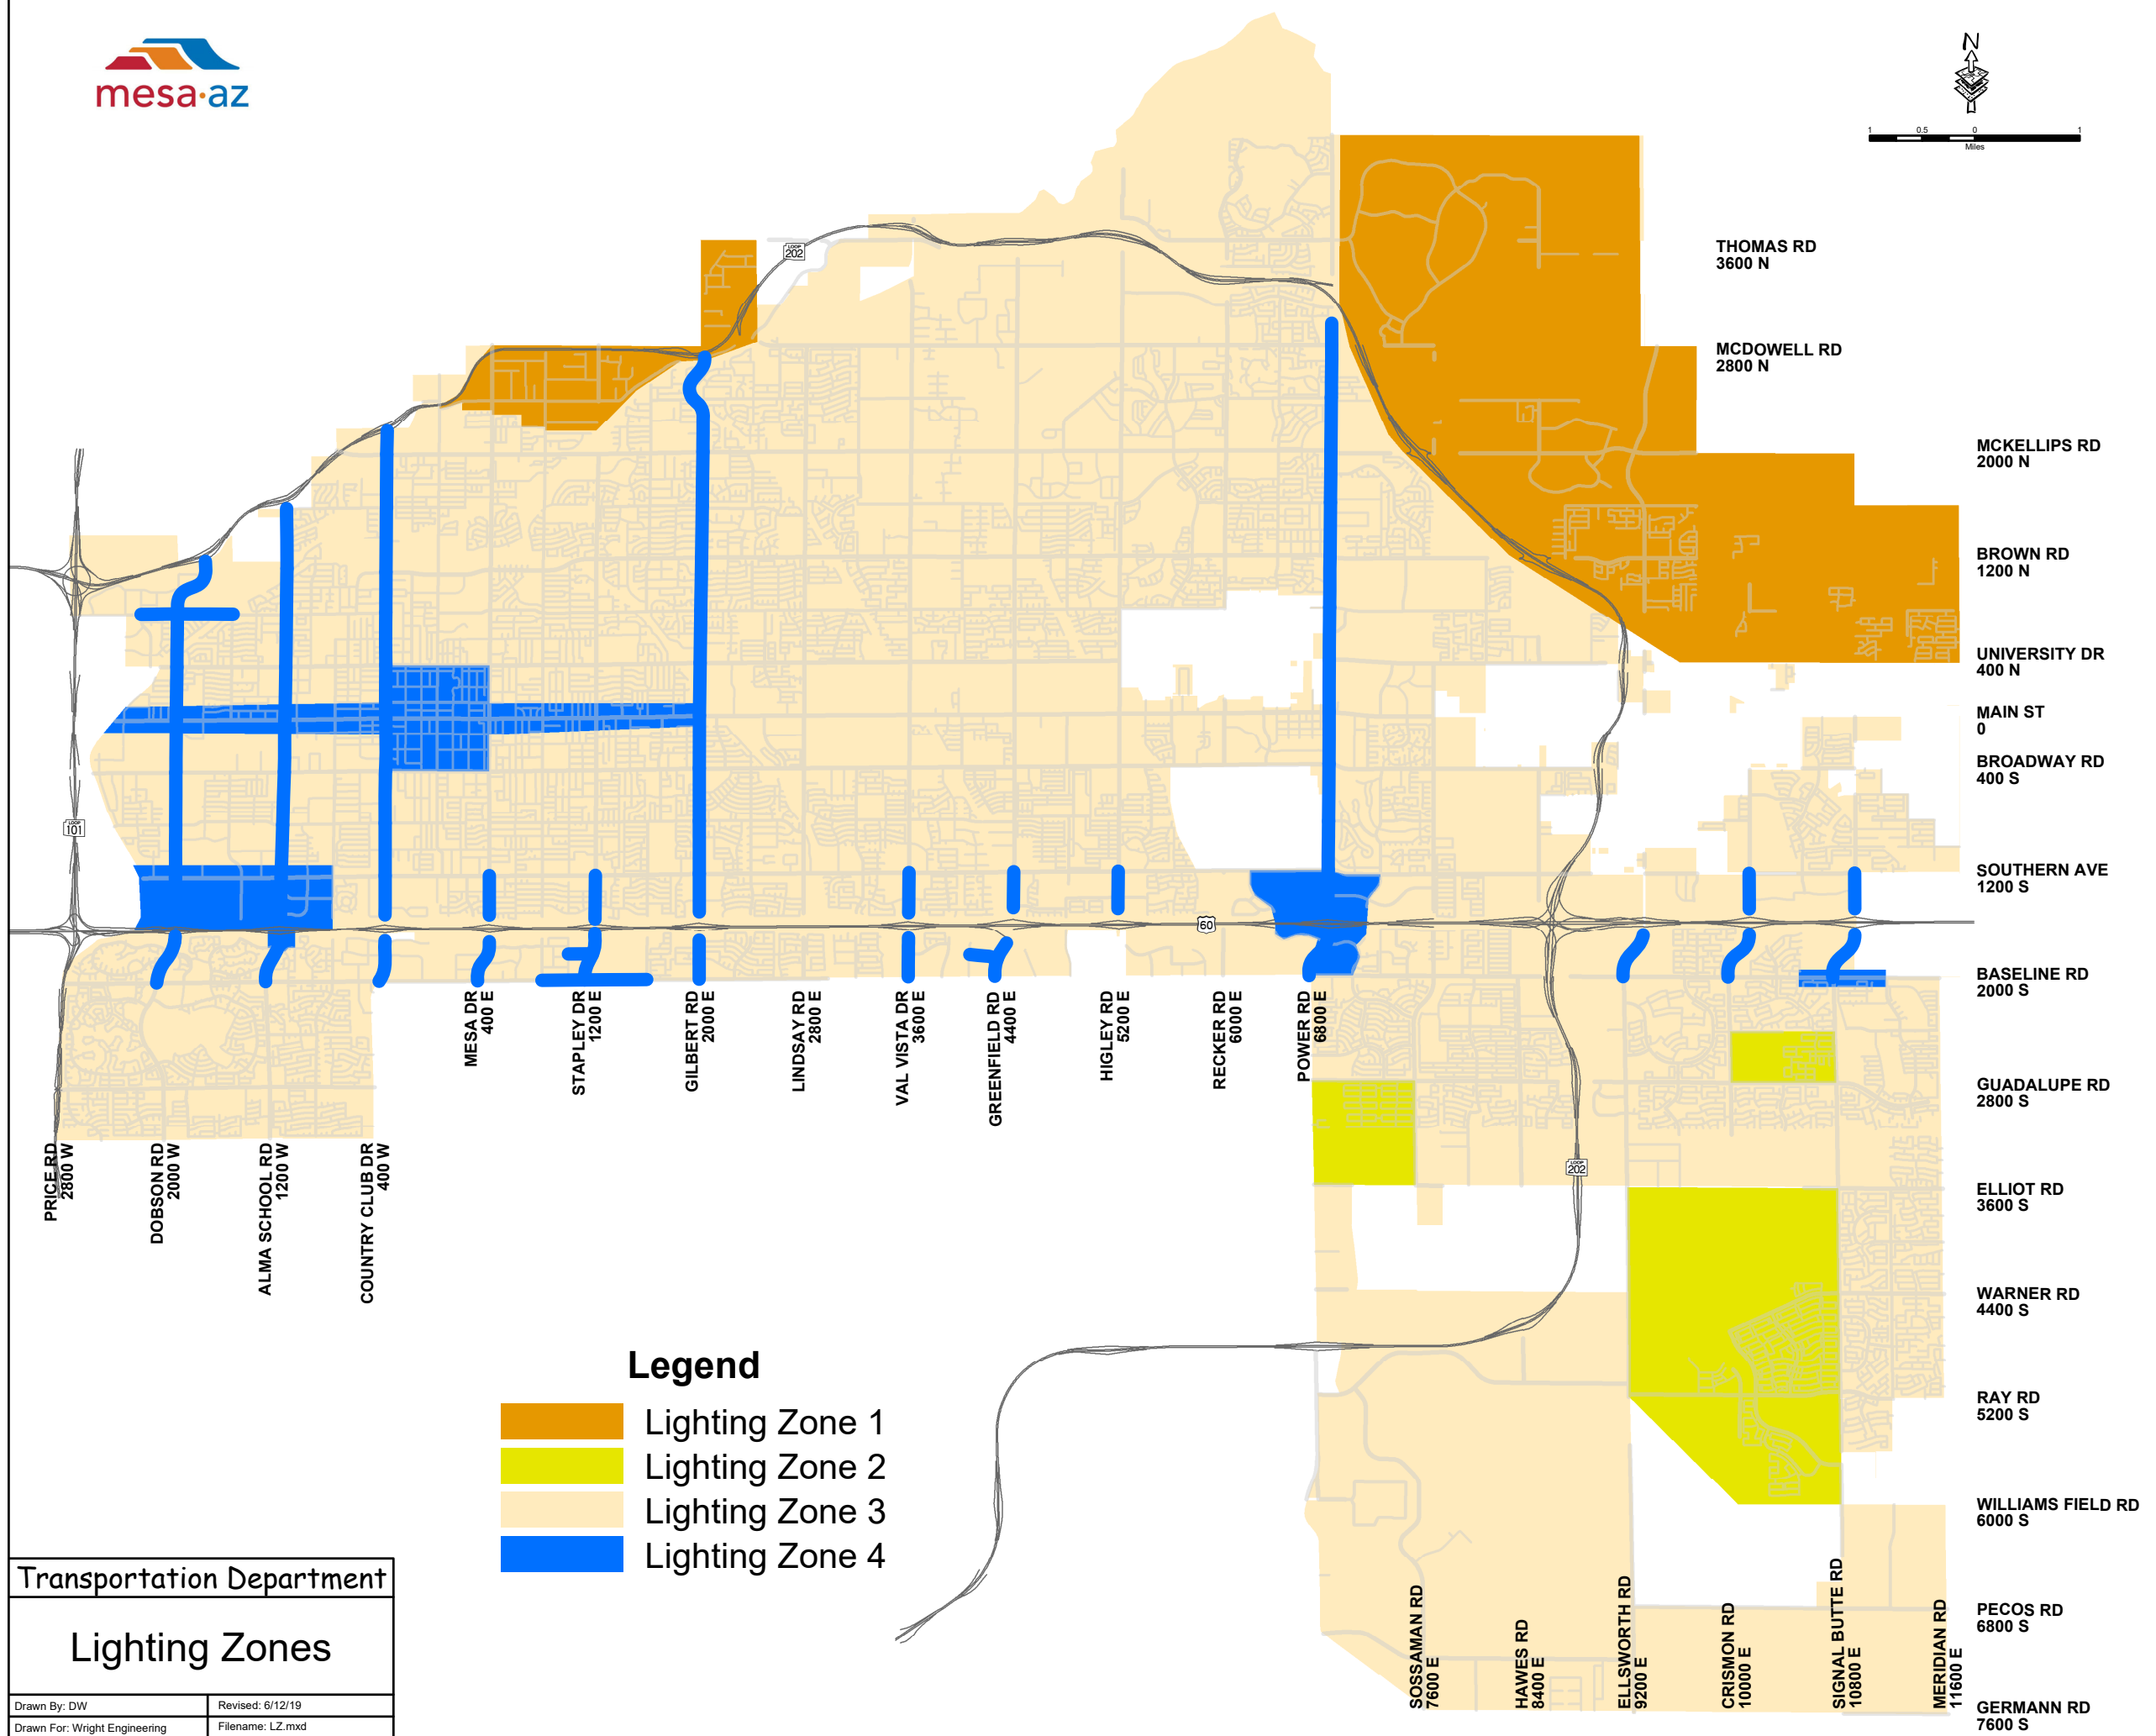 mesa·az
N
1 0.5 0 1
Miles
LOOP
202
THOMAS RD
3600 N
MCDOWELL RD
2800 N
MCKELLIPS RD
2000 N
BROWN RD
1200 N
UNIVERSITY DR
400 N
MAIN ST
0
BROADWAY RD
400 S
LOOP
101
SOUTHERN AVE
1200 S
60
BASELINE RD
2000 S
MESA DR
400 E
STAPLEY DR
1200 E
GILBERT RD
2000 E
LINDSAY RD
2800 E
VAL VISTA DR
3600 E
GREENFIELD RD
4400 E
HIGLEY RD
5200 E
RECKER RD
6000 E
POWER RD
6800 E
GUADALUPE RD
2800 S
PRICE RD
2800 W
DOBSON RD
2000 W
ALMA SCHOOL RD
1200 W
COUNTRY CLUB DR
400 W
LOOP
202
ELLIOT RD
3600 S
WARNER RD
4400 S
RAY RD
5200 S
WILLIAMS FIELD RD
6000 S
Legend
Lighting Zone 1
Lighting Zone 2
Lighting Zone 3
Lighting Zone 4
SOSSAMAN RD
7600 E
HAWES RD
8400 E
ELLSWORTH RD
9200 E
CRISMON RD
10000 E
SIGNAL BUTTE RD
10800 E
MERIDIAN RD
11600 E
PECOS RD
6800 S
GERMANN RD
7600 S
Transportation Department
Lighting Zones
Drawn By: DW
Revised: 6/12/19
Drawn For: Wright Engineering
Filename: LZ.mxd